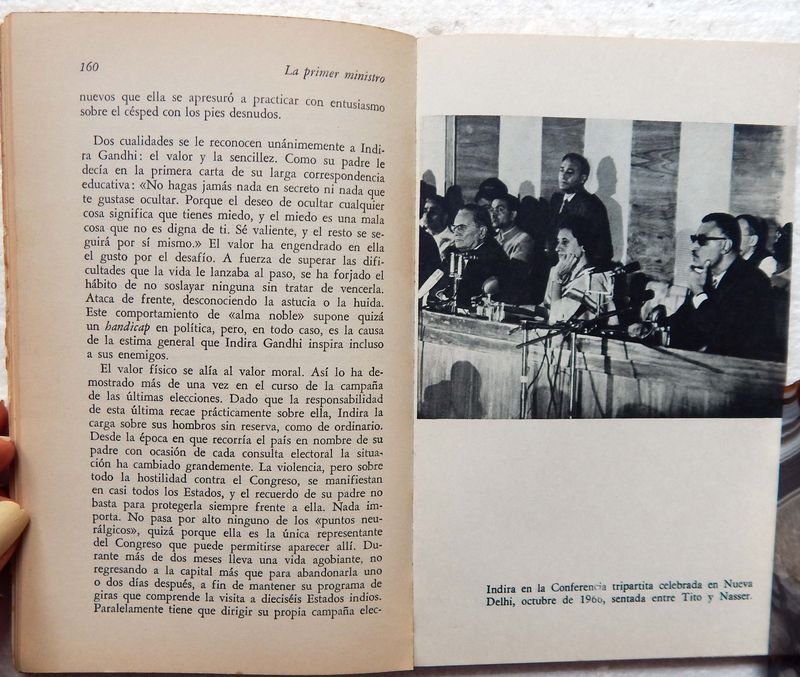 160
La primer ministro
nuevos que ella se apresuró a practicar con entusiasmo
sobre el césped con los pies desnudos.
Dos cualidades se le reconocen unánimemente a Indi-
ra Gandhi: el valor y la sencillez. Como su padre le
decía en la primera carta de su larga correspondencia
educativa: «No hagas jamás nada en secreto ni nada que
te gustase ocultar. Porque el deseo de ocultar cualquier
cosa significa que tienes miedo, y el miedo es una mala
cosa que no es digna de ti. Sé valiente, y el resto se se-
guirá por sí mismo.» El valor ha engendrado en ella
el gusto por el desafío. A fuerza de superar las difi-
cultades que la vida le lanzaba al paso, se ha forjado el
hábito de no soslayar ninguna sin tratar de vencerla.
Ataca de frente, desconociendo la astucia o la huida.
Este comportamiento de «alma noble» supone quizá
un handicap en política, pero, en todo caso, es la causa
de la estima general que Indira Gandhi inspira incluso
a sus enemigos.
El valor físico se alía al valor moral. Así lo ha de-
mostrado más de una vez en el curso de la campaña
de las últimas elecciones. Dado que la responsabilidad
de esta última recae prácticamente sobre ella, Indira la
carga sobre sus hombros sin reserva, como de ordinario.
Desde la época en que recorría el país en nombre de su
padre con ocasión de cada consulta electoral la situa-
ción ha cambiado grandemente. La violencia, pero sobre
todo la hostilidad contra el Congreso, se manifiestan
en casi todos los Estados, y el recuerdo de su padre no
basta para protegerla siempre frente a ella. Nada im-
porta. No pasa por alto ninguno de los «puntos neu-
rálgicos», quizá porque ella es la única representante
del Congreso que puede permitirse aparecer allí. Du-
rante más de dos meses lleva una vida agobiante, no
regresando a la capital más que para abandonarla uno
o dos días después, a fin de mantener su programa de
giras que comprende la visita a dieciséis Estados indios.
Paralelamente tiene que dirigir su propia campaña elec-
Indira en la Conferencia tripartita celebrada en Nueva
Delhi, octubre de 1966, sentada entre Tito y Nasser.